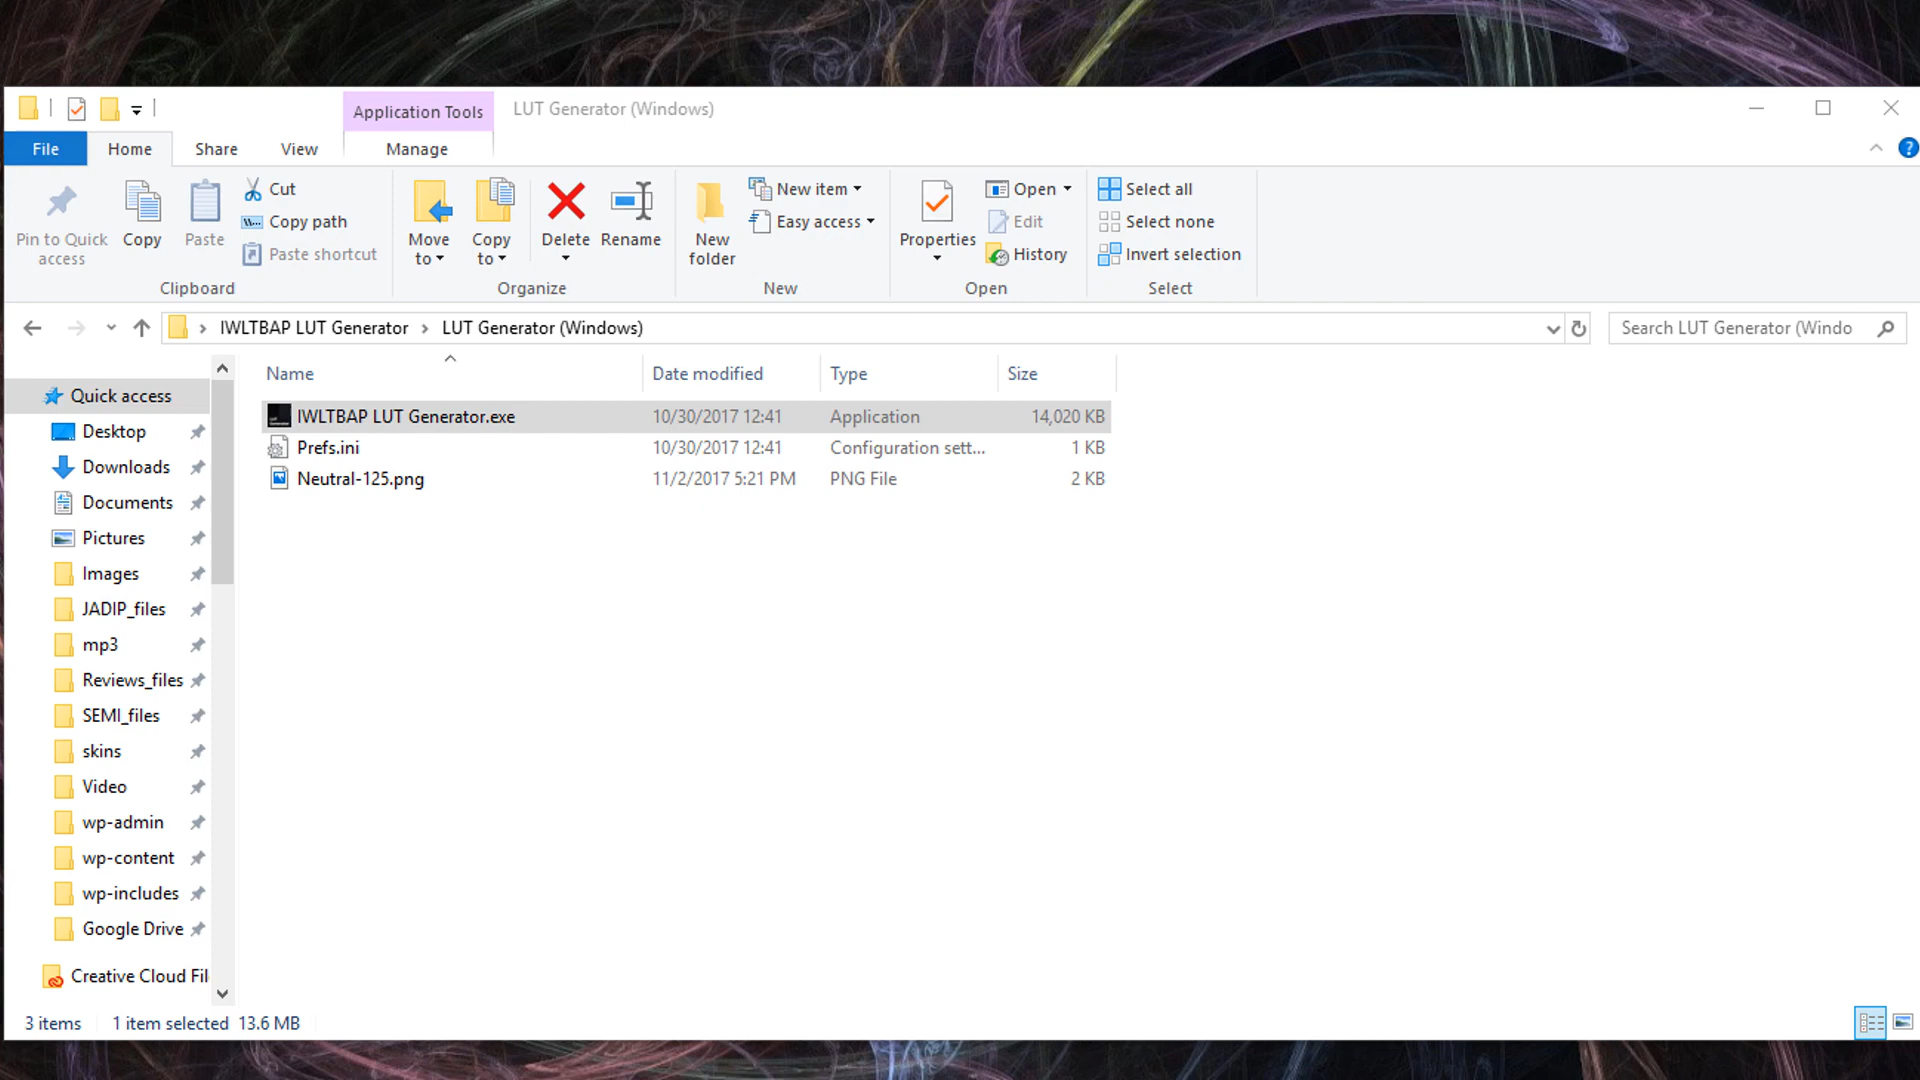 Application Tools
LUT Generator (Windows)
File
Home
Share
View
Manage
?
Pin to Quick access
Copy
Paste
Cut
W... Copy path
Paste shortcut
Move to
Copy to
Delete
Rename
New folder
New item
Easy access
Properties
Open
Edit
History
Select all
Select none
Invert selection
Clipboard
Organize
New
Open
Select
IWLTBAP LUT Generator
LUT Generator (Windows)
Search LUT Generator (Windo
Name
Date modified
Type
Size
IWLTBAP LUT Generator.exe 10/30/2017 12:41 Application 14,020 KB
Prefs.ini 10/30/2017 12:41 Configuration sett... 1 KB
Neutral-125.png 11/2/2017 5:21 PM PNG File 2 KB
Quick access
Desktop
Downloads
Documents
Pictures
Images
JADIP_files
mp3
Reviews_files
SEMI_files
skins
Video
wp-admin
wp-content
wp-includes
Google Drive
Creative Cloud Fil
3 items
1 item selected 13.6 MB